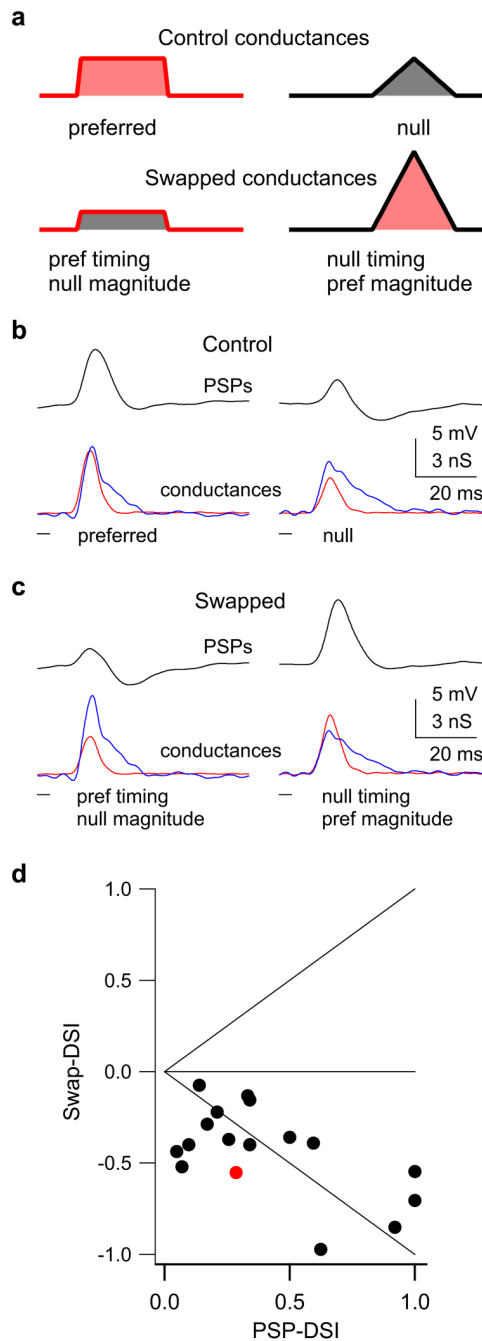 a
Control conductances
preferred
null
Swapped conductances
pref timing
null magnitude
null timing
pref magnitude
b
Control
PSPs
5 mV
3 nS
conductances
20 ms
preferred
null
c
Swapped
PSPs
5 mV
3 nS
conductances
20 ms
pref timing
null magnitude
null timing
pref magnitude
d
1.0
0.5
0.0
-0.5
-1.0
Swap-DSI
0.0
0.5
1.0
PSP-DSI